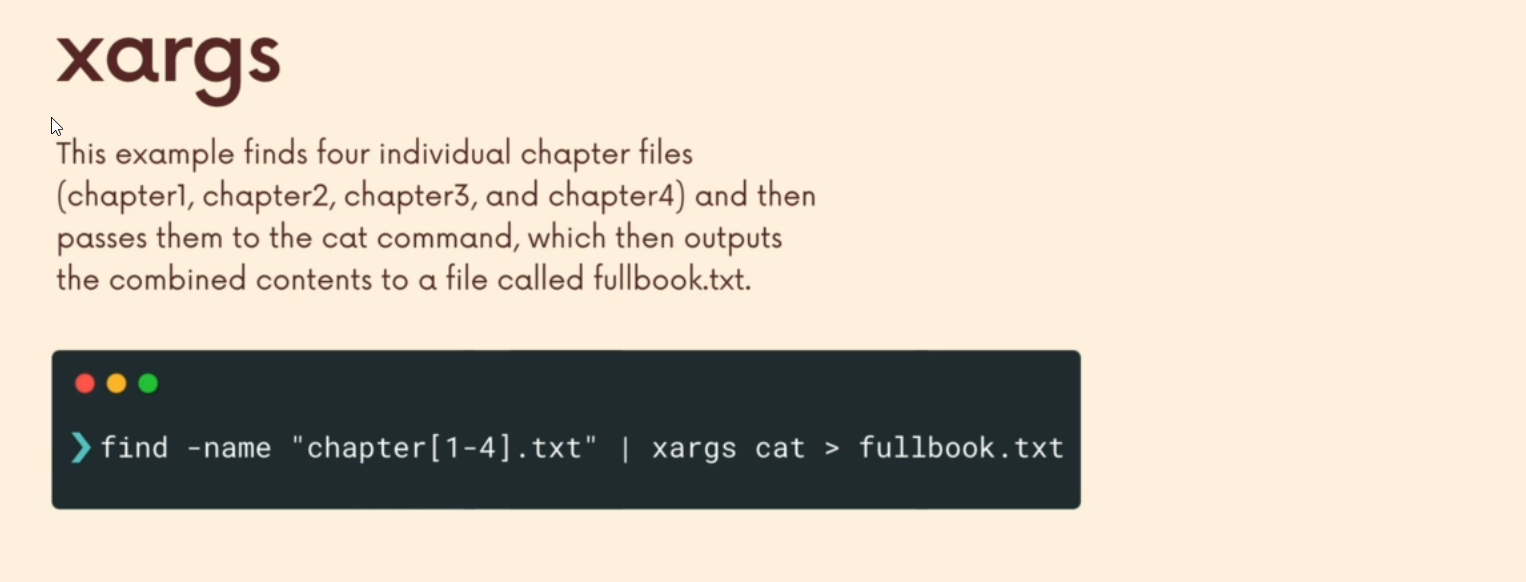 xargs
This example finds four individual chapter files
(chapter1, chapter2, chapter3, and chapter4) and then
passes them to the cat command, which then outputs
the combined contents to a file called fullbook.txt.
❯ find -name "chapter[1-4].txt" | xargs cat > fullbook.txt